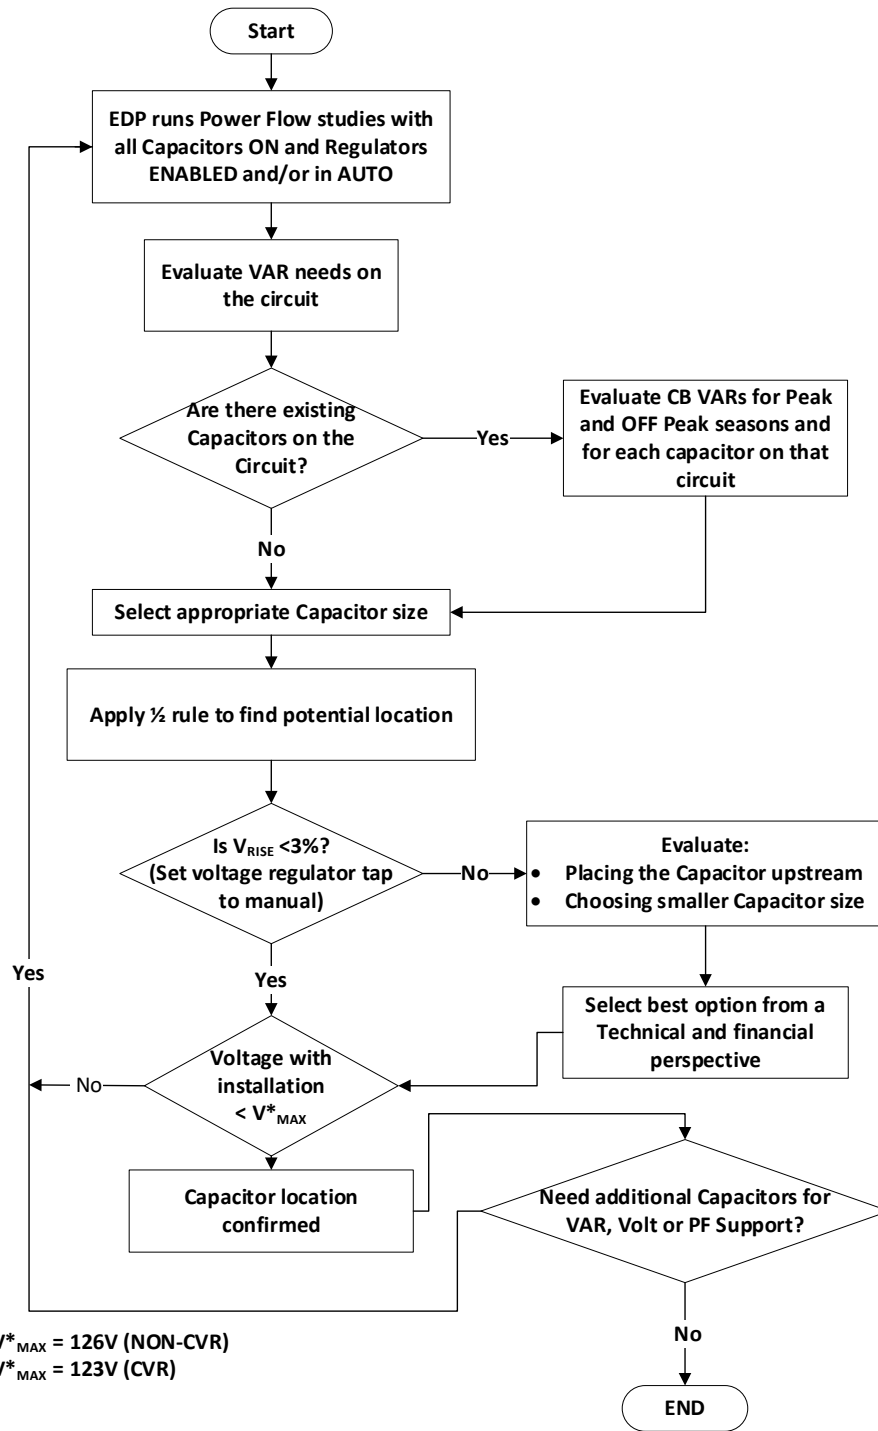 Start
EDP runs Power Flow studies with
all Capacitors ON and Regulators
ENABLED and/or in AUTO
Evaluate VAR needs on
the circuit
Are there existing
Capacitors on the
Circuit?
Yes
Evaluate CB VARs for Peak
and OFF Peak seasons and
for each capacitor on that
circuit
No
Select appropriate Capacitor size
Apply ½ rule to find potential location
Is VRISE <3%?
(Set voltage regulator tap
to manual)
No
Evaluate:
• Placing the Capacitor upstream
• Choosing smaller Capacitor size
Yes
Yes
Select best option from a
Technical and financial
perspective
Voltage with
installation
< V*MAX
No
Capacitor location
confirmed
Need additional Capacitors for
VAR, Volt or PF Support?
V*MAX = 126V (NON-CVR)
V*MAX = 123V (CVR)
No
END